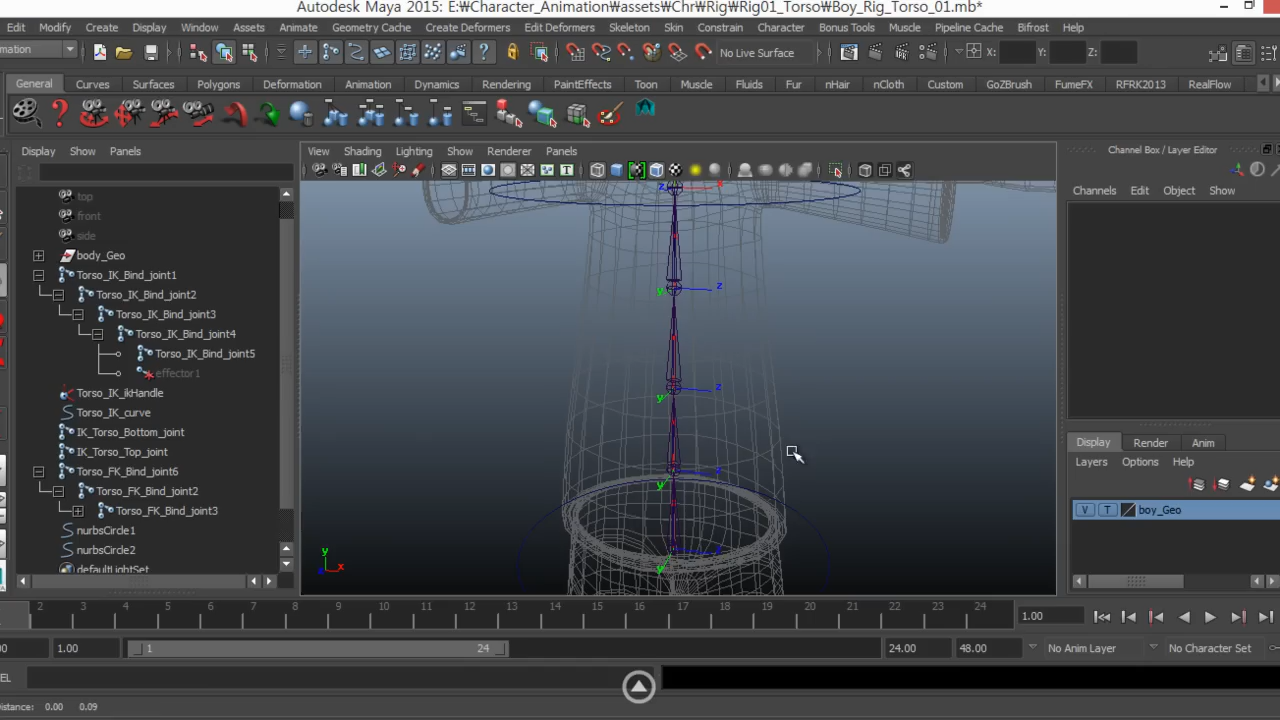 Autodesk Maya 2015: E:₩Character_Animation₩assets₩Chr₩Rig₩Rig01_Torso₩Boy_Rig_Torso_01.mb*
Edit Modify Create Display Window Assets Animate Geometry Cache Create Deformers Edit Deformers Skeleton Skin Constrain Character Bonus Tools Muscle Pipeline Cache Bifrost Help
mation No Live Surface X: Y: Z:
General Curves Surfaces Polygons Deformation Animation Dynamics Rendering PaintEffects Toon Muscle Fluids Fur nHair nCloth Custom GoZBrush FumeFX RFRK2013 RealFlow
Display Show Panels
View Shading Lighting Show Renderer Panels
Channel Box / Layer Editor
Channels Edit Object Show
top
front
side
body_Geo
Torso_IK_Bind_joint1
Torso_IK_Bind_joint2
Torso_IK_Bind_joint3
Torso_IK_Bind_joint4
Torso_IK_Bind_joint5
effector1
Torso_IK_ikHandle
Torso_IK_curve
IK_Torso_Bottom_joint
IK_Torso_Top_joint
Torso_FK_Bind_joint6
Torso_FK_Bind_joint2
Torso_FK_Bind_joint3
nurbsCircle1
nurbsCircle2
defaultLightSet
z x
z
y
z
y
z
y
y
y
x
Display Render Anim
Layers Options Help
V T boy_Geo
2 3 4 5 6 7 8 9 10 11 12 13 14 15 16 17 18 19 20 21 22 23 24
1.00
1.00 1 24 24.00 48.00 No Anim Layer No Character Set
EL
istance: 0.00 0.09